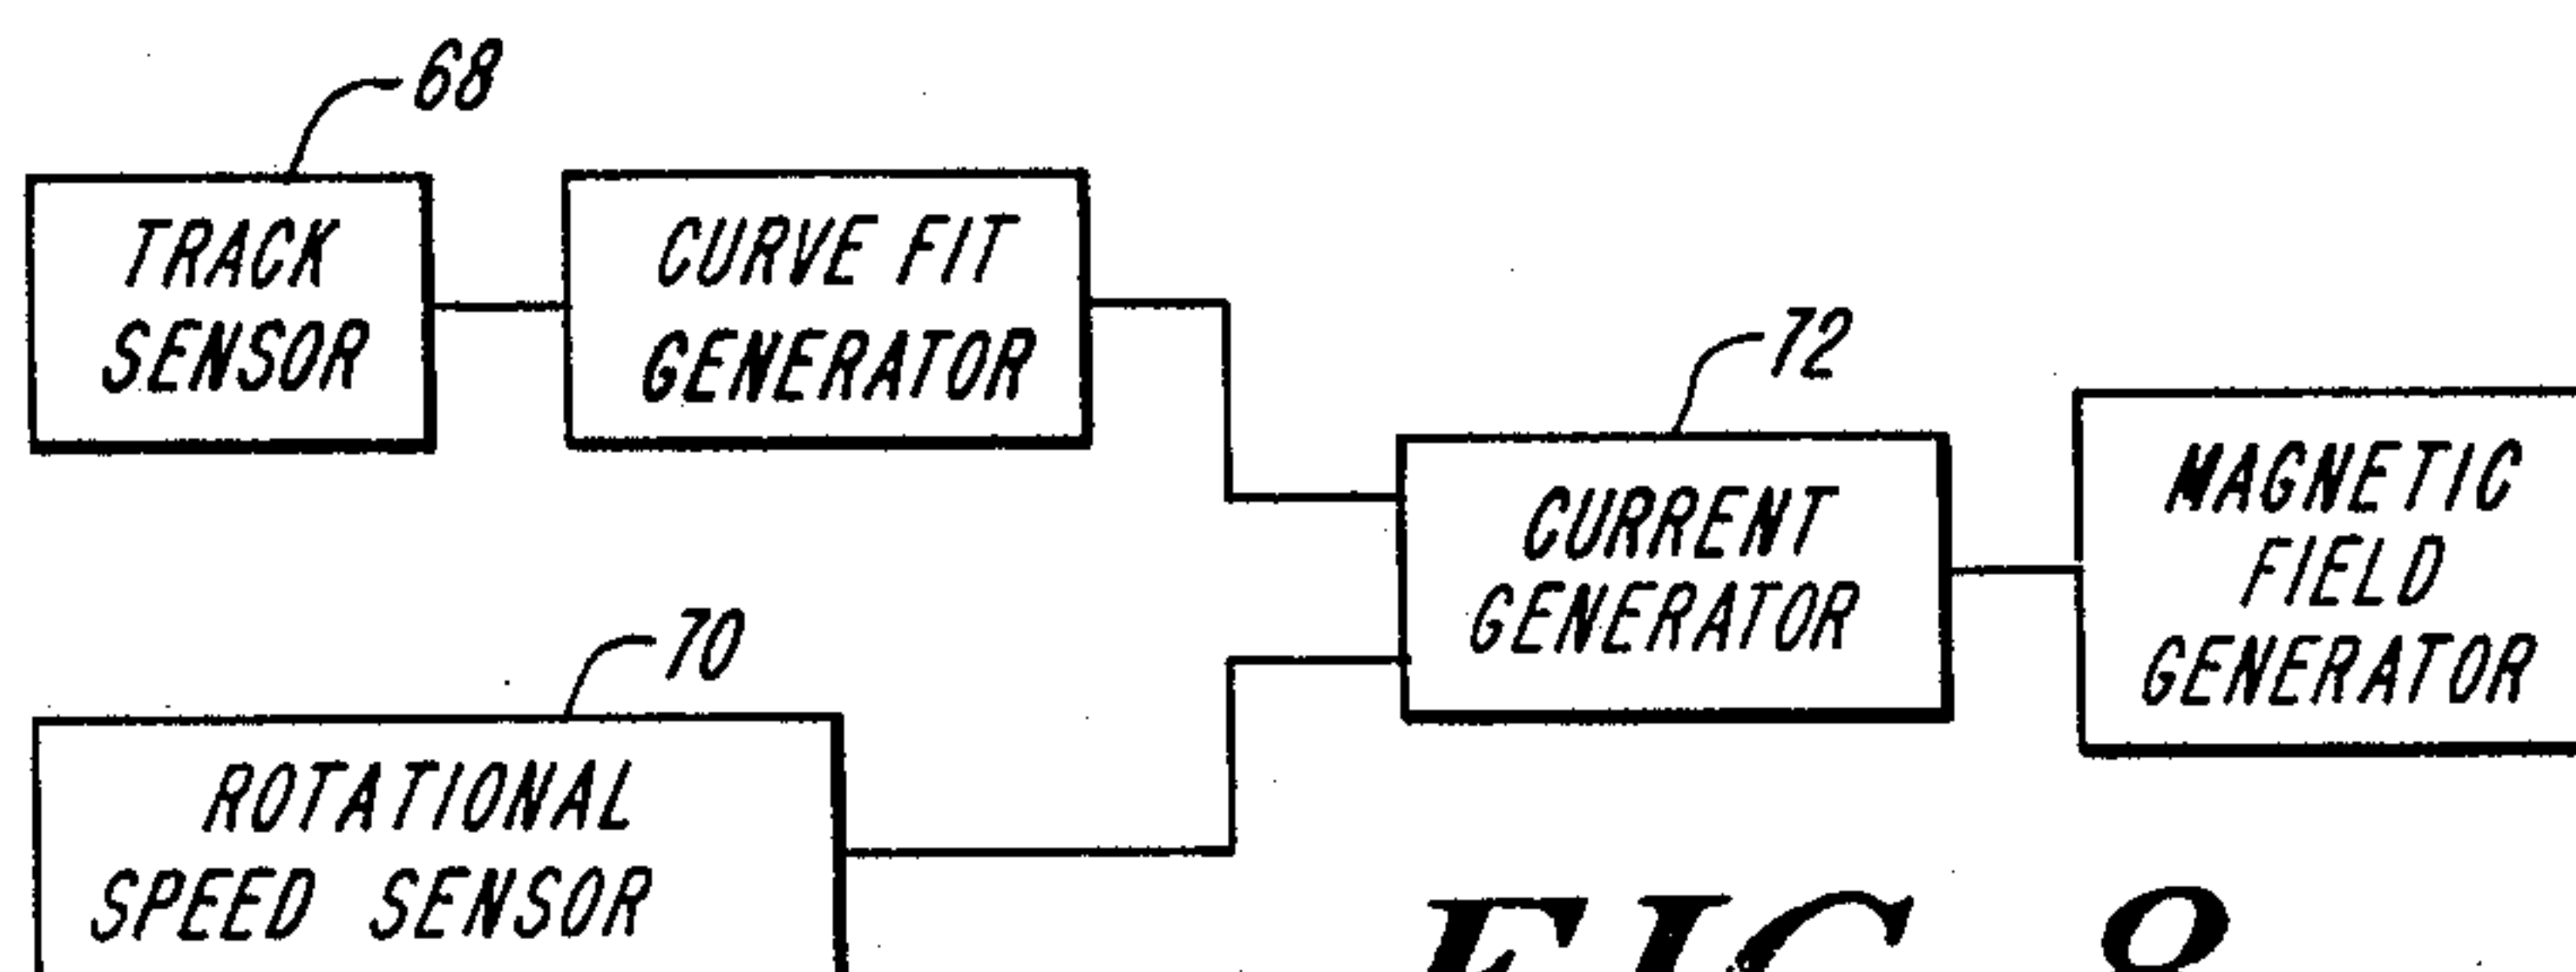 68
TRACK
SENSOR
CURVE FIT
GENERATOR
72
CURRENT
GENERATOR
MAGNETIC
FIELD
GENERATOR
70
ROTATIONAL
SPEED SENSOR